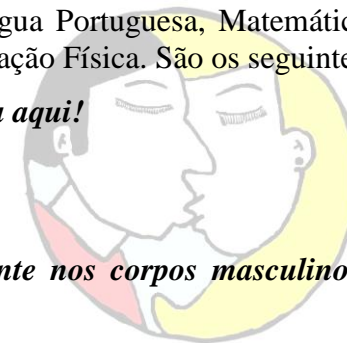 gua Portuguesa, Matemátic
ação Física. São os seguinte
aqui!
nte nos corpos masculino